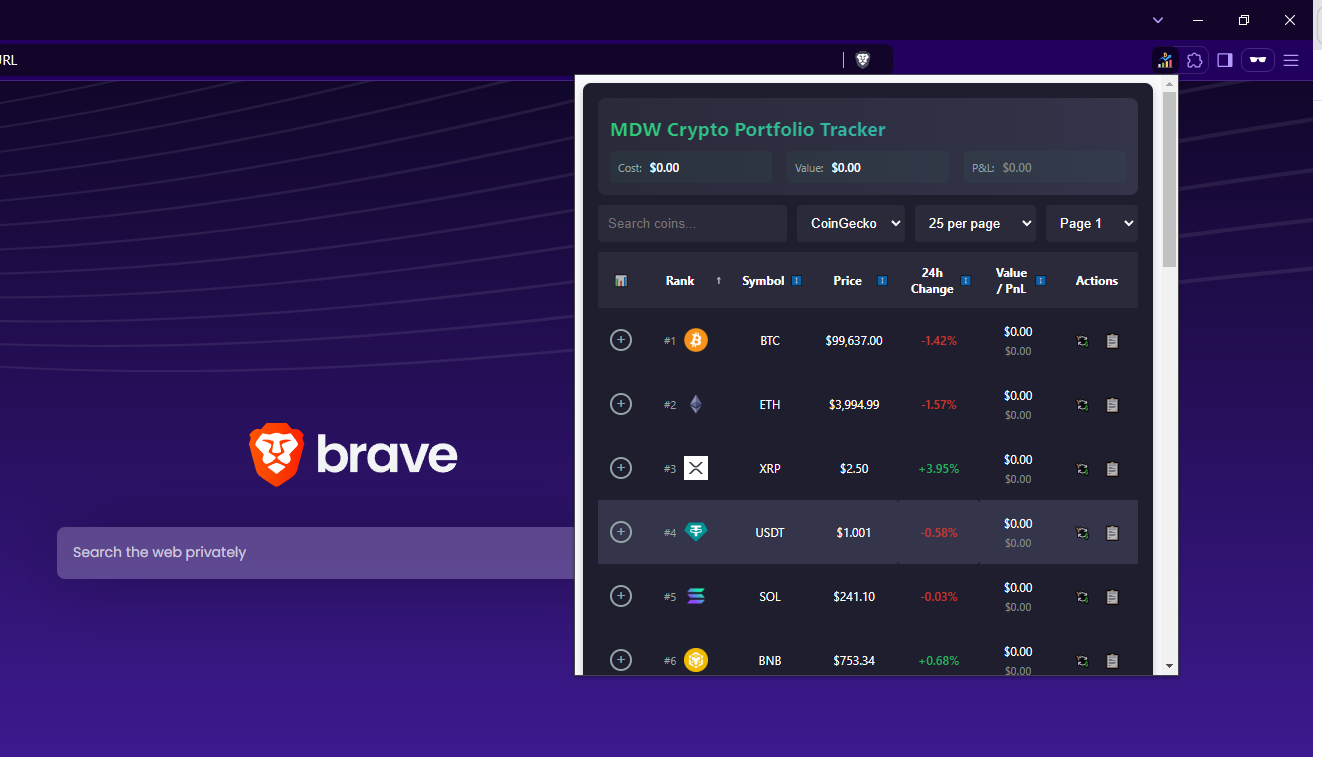 URL
MDW Crypto Portfolio Tracker
Cost: $0.00 Value: $0.00 P&L: $0.00
Search coins... CoinGecko 25 per page Page 1
Rank ↑ Symbol Price 24h Change Value / PnL Actions
#1 BTC $99,637.00 -1.42% $0.00
$0.00
#2 ETH $3,994.99 -1.57% $0.00
$0.00
#3 XRP $2.50 +3.95% $0.00
$0.00
#4 USDT $1.001 -0.58% $0.00
$0.00
#5 SOL $241.10 -0.03% $0.00
$0.00
#6 BNB $753.34 +0.68% $0.00
$0.00
brave
Search the web privately